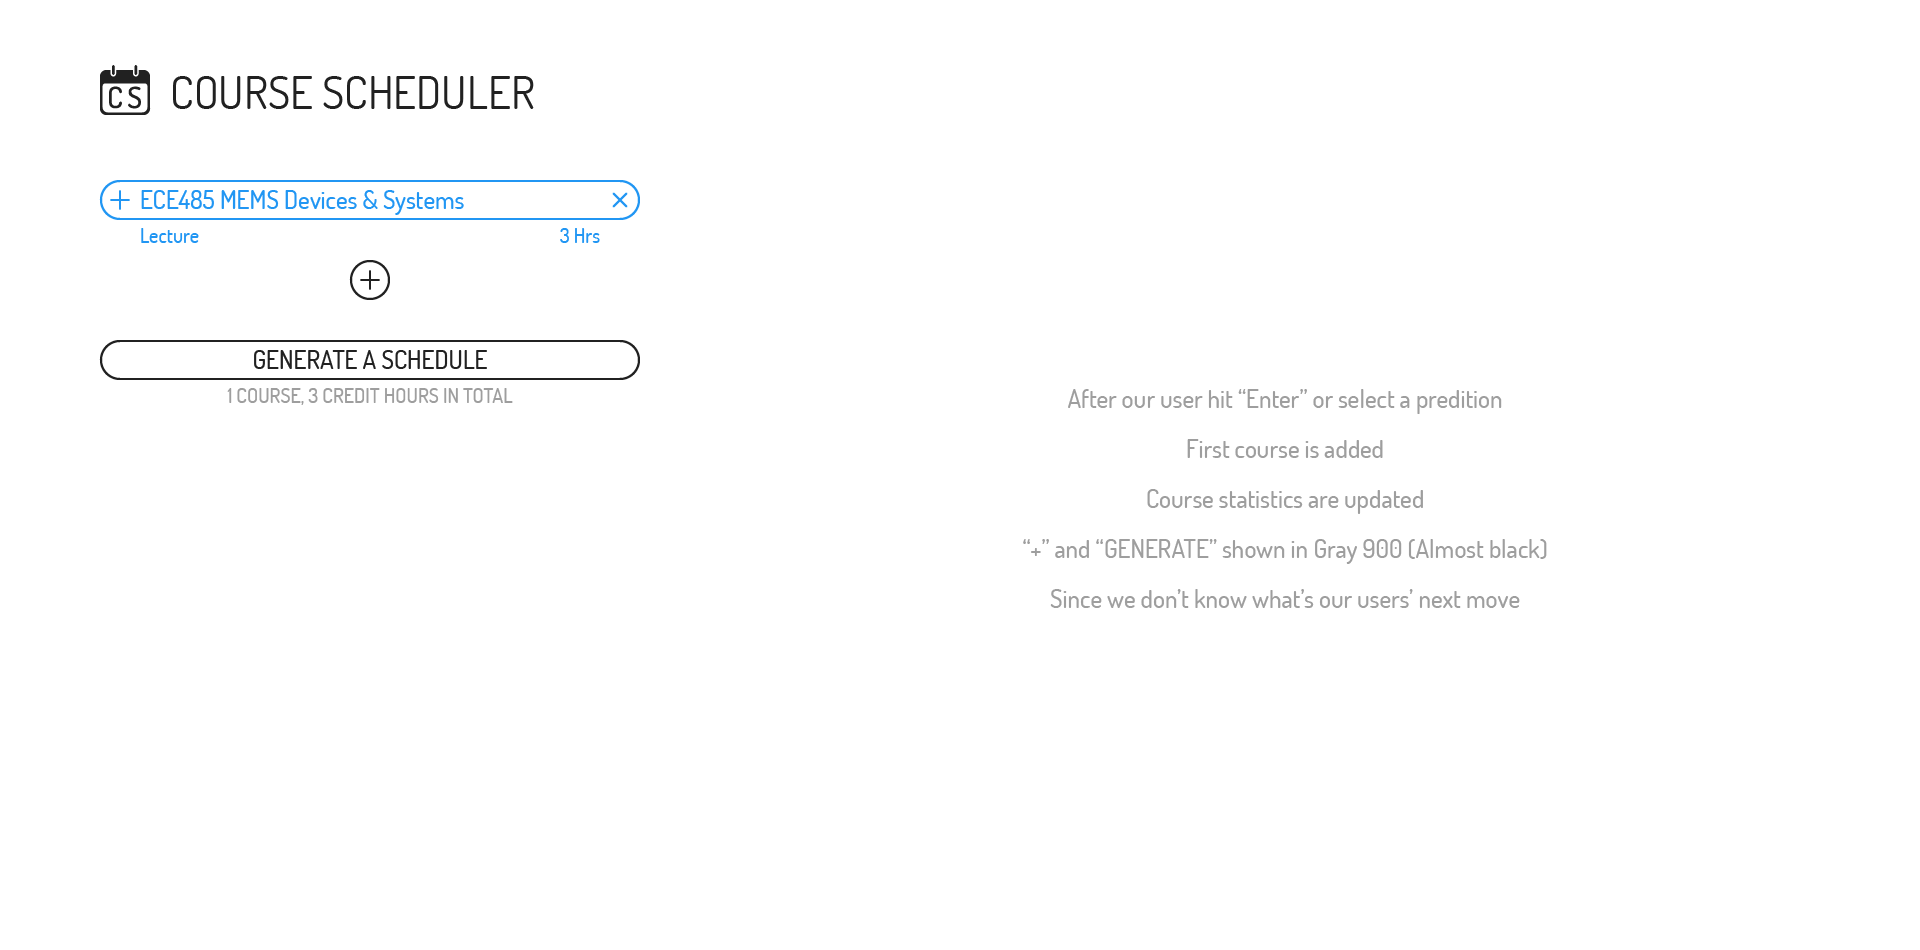 CS COURSE SCHEDULER
+ ECE485 MEMS Devices & Systems ×
Lecture 3 Hrs
+
GENERATE A SCHEDULE
1 COURSE, 3 CREDIT HOURS IN TOTAL
After our user hit “Enter” or select a predition
First course is added
Course statistics are updated
“+” and “GENERATE” shown in Gray 900 (Almost black)
Since we don’t know what’s our users’ next move